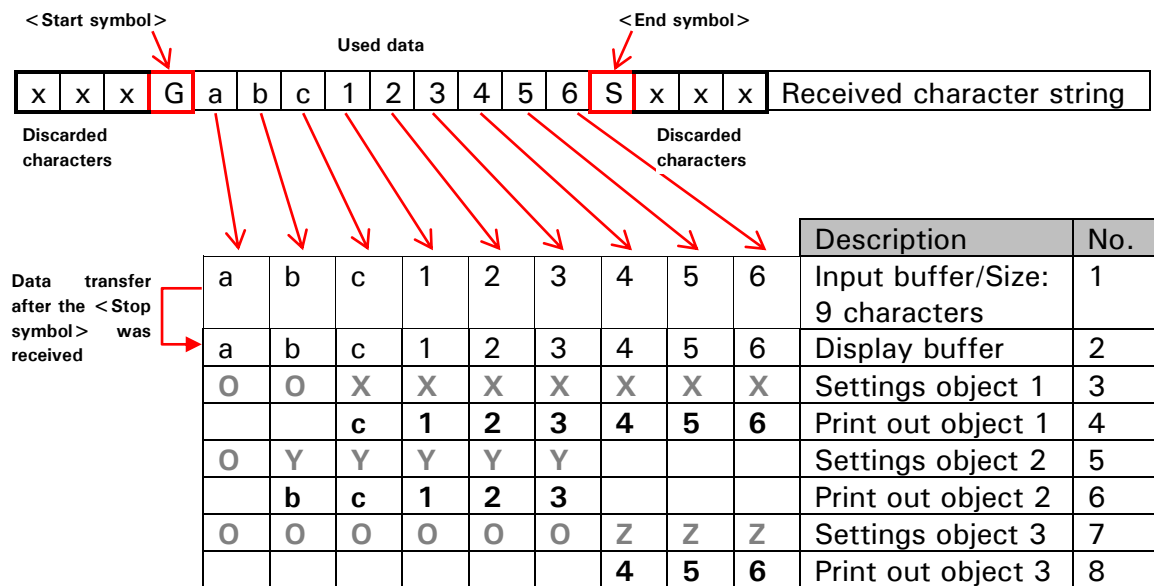 <Start symbol>
<End symbol>
Used data
x x x G a b c 1 2 3 4 5 6 S x x x Received character string
Discarded
characters
Discarded
characters
Description No.
Data transfer
after the <Stop
symbol> was
received
a b c 1 2 3 4 5 6 Input buffer/Size: 1
9 characters
a b c 1 2 3 4 5 6 Display buffer 2
O O X X X X X X X Settings object 1 3
c 1 2 3 4 5 6 Print out object 1 4
O Y Y Y Y Y Settings object 2 5
b c 1 2 3 Print out object 2 6
O O O O O O Z Z Z Settings object 3 7
4 5 6 Print out object 3 8